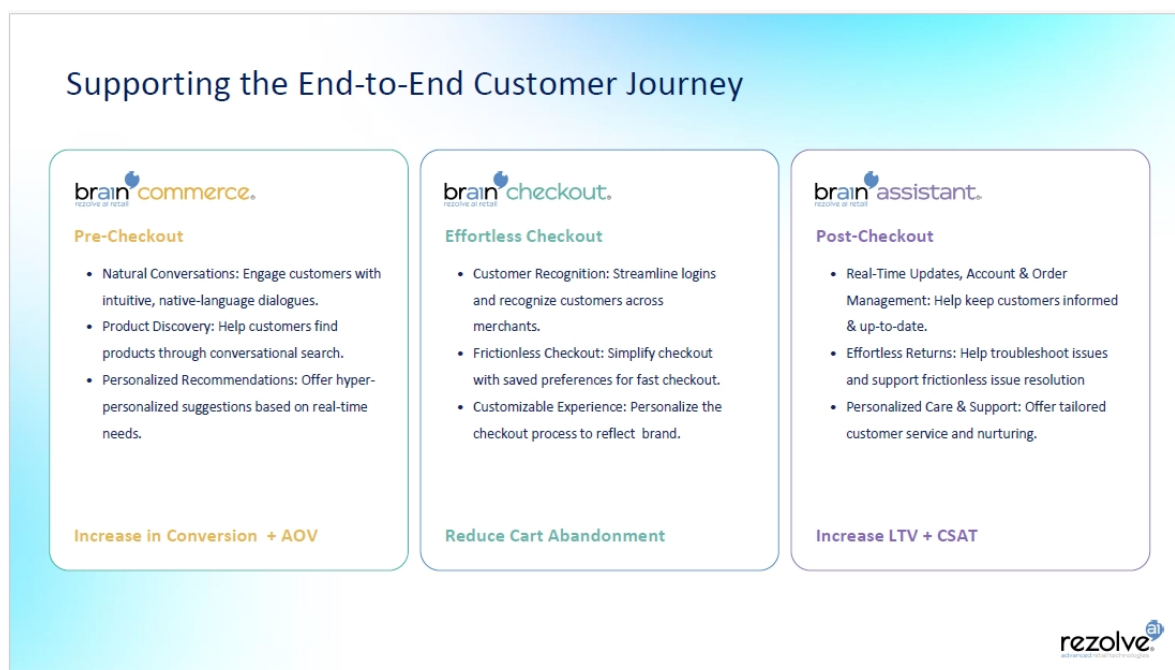 Supporting the End-to-End Customer Journey
brain commerce®
rezolve ai retail
Pre-Checkout
• Natural Conversations: Engage customers with
intuitive, native-language dialogues.
• Product Discovery: Help customers find
products through conversational search.
• Personalized Recommendations: Offer hyper-
personalized suggestions based on real-time
needs.
Increase in Conversion + AOV
brain checkout®
rezolve ai retail
Effortless Checkout
• Customer Recognition: Streamline logins
and recognize customers across
merchants.
• Frictionless Checkout: Simplify checkout
with saved preferences for fast checkout.
• Customizable Experience: Personalize the
checkout process to reflect brand.
Reduce Cart Abandonment
brain assistant®
rezolve ai retail
Post-Checkout
• Real-Time Updates, Account & Order
Management: Help keep customers informed
& up-to-date.
• Effortless Returns: Help troubleshoot issues
and support frictionless issue resolution
• Personalized Care & Support: Offer tailored
customer service and nurturing.
Increase LTV + CSAT
rezolve ai®
advanced retail technologies